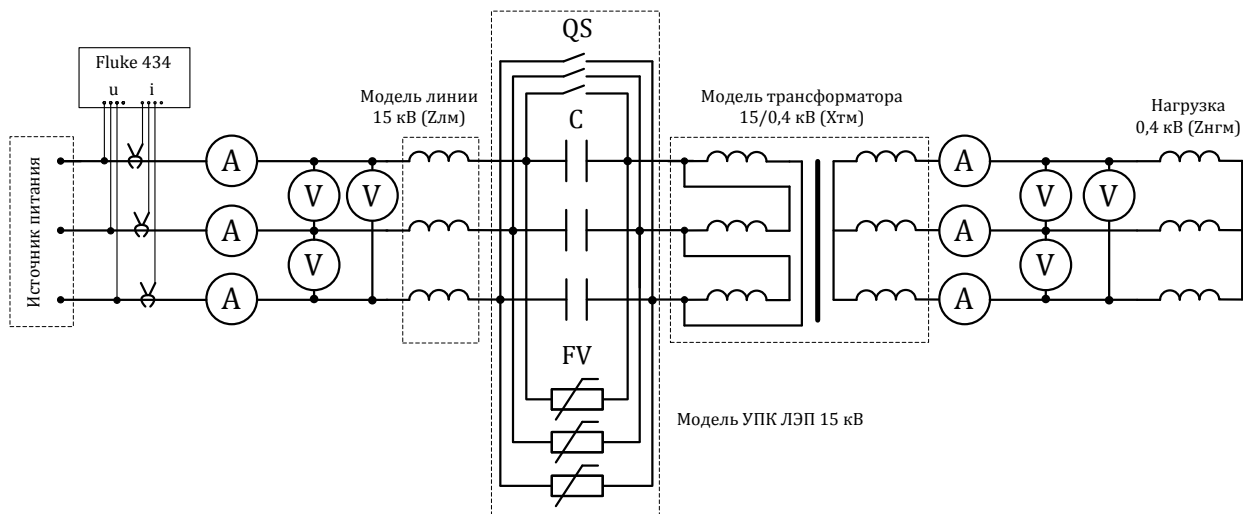 QS
Fluke 434
u i
Модель линии
15 кВ (Zлм)
C
Модель трансформатора
15/0,4 кВ (Xтм)
Нагрузка
0,4 кВ (Zнгм)
Источник питания
A
V
V
A
V
A
A
V
V
A
V
A
FV
Модель УПК ЛЭП 15 кВ